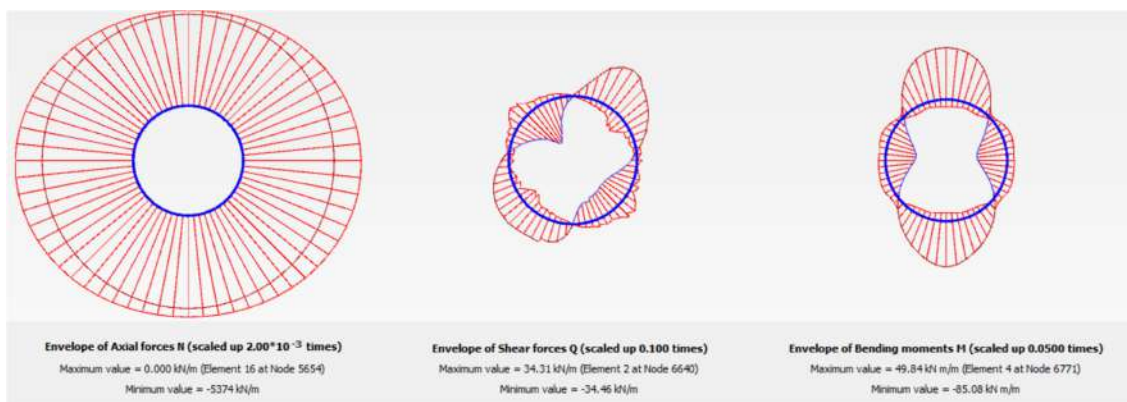 Envelope of Axial forces N (scaled up 2.00*10 -3 times)
Maximum value = 0.000 kN/m (Element 16 at Node 5654)
Minimum value = -5374 kN/m
Envelope of Shear forces Q (scaled up 0.100 times)
Maximum value = 34.31 kN/m (Element 2 at Node 6640)
Minimum value = -34.46 kN/m
Envelope of Bending moments M (scaled up 0.0500 times)
Maximum value = 49.84 kN m/m (Element 4 at Node 6771)
Minimum value = -85.08 kN m/m